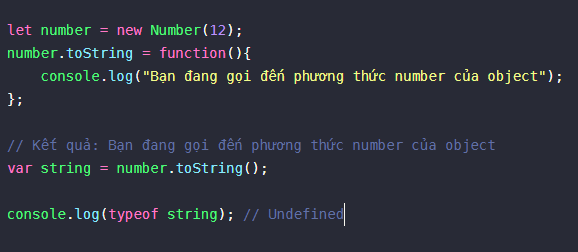 let number = new Number(12);
number.toString = function(){
    console.log("Bạn đang gọi đến phương thức number của object");
};
// Kết quả: Bạn đang gọi đến phương thức number của object
var string = number.toString();
console.log(typeof string); // Undefined